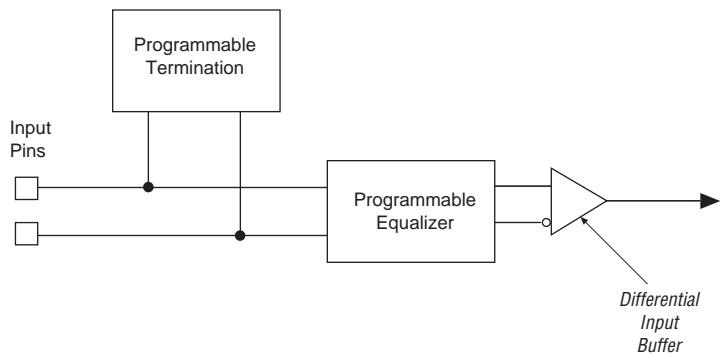 Programmable
Termination
Input
Pins
Programmable
Equalizer
Differential
Input
Buffer